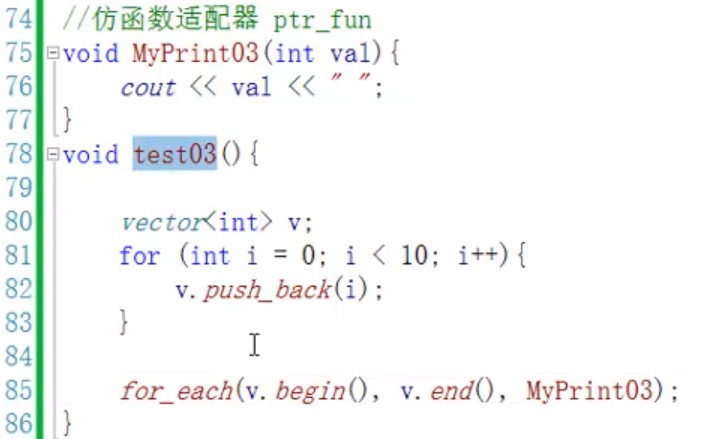 74 //仿函数适配器 ptr_fun
75 void MyPrint03(int val){
76 cout << val << " ";
77 }
78 void test03(){
79
80 vector<int> v;
81 for (int i = 0; i < 10; i++){
82 v.push_back(i);
83 }
84
85 for_each(v.begin(), v.end(), MyPrint03);
86 }